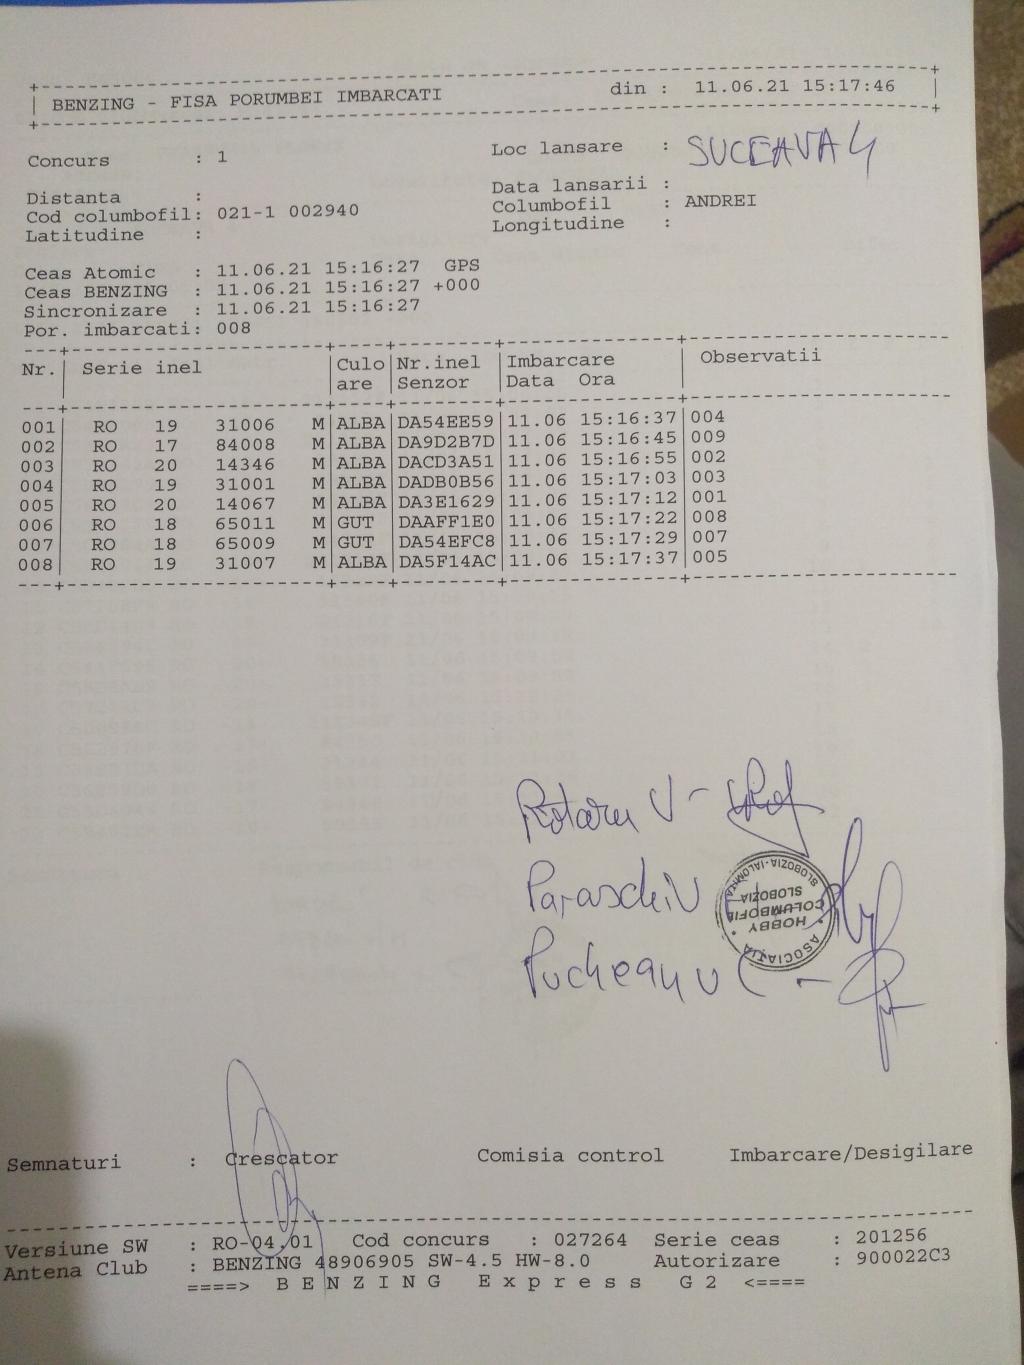 BENZING - FISA PORUMBEI IMBARCATI din : 11.06.21 15:17:46
Concurs : 1 Loc lansare : SUCEAVA 4
Distanta : Data lansarii :
Cod columbofil: 021-1 002940 Columbofil : ANDREI
Latitudine : Longitudine :
Ceas Atomic : 11.06.21 15:16:27 GPS
Ceas BENZING : 11.06.21 15:16:27 +000
Sincronizare : 11.06.21 15:16:27
Por. imbarcati: 008
Nr. Serie inel Culo Nr.inel Imbarcare Observatii
are Senzor Data Ora
001 RO 19 31006 M ALBA DA54EE59 11.06 15:16:37 004
002 RO 17 84008 M ALBA DA9D2B7D 11.06 15:16:45 009
003 RO 20 14346 M ALBA DACD3A51 11.06 15:16:55 002
004 RO 19 31001 M ALBA DADB0B56 11.06 15:17:03 003
005 RO 20 14067 M ALBA DA3E1629 11.06 15:17:12 001
006 RO 18 65011 M GUT DAAFF1E0 11.06 15:17:22 008
007 RO 18 65009 M GUT DA54EFC8 11.06 15:17:29 007
008 RO 19 31007 M ALBA DA5F14AC 11.06 15:17:37 005
Rotaru V -
Paraschiv
Pucheanu C -
ASOCIATIA
HOBBY
COLUMBOFIL
SLOBOZIA
SLOBOZIA-IALOMITA
Semnaturi : Crescator Comisia control Imbarcare/Desigilare
Versiune SW : RO-04.01 Cod concurs : 027264 Serie ceas : 201256
Antena Club : BENZING 48906905 SW-4.5 HW-8.0 Autorizare : 900022C3
====> B E N Z I N G E x p r e s s G 2 <====